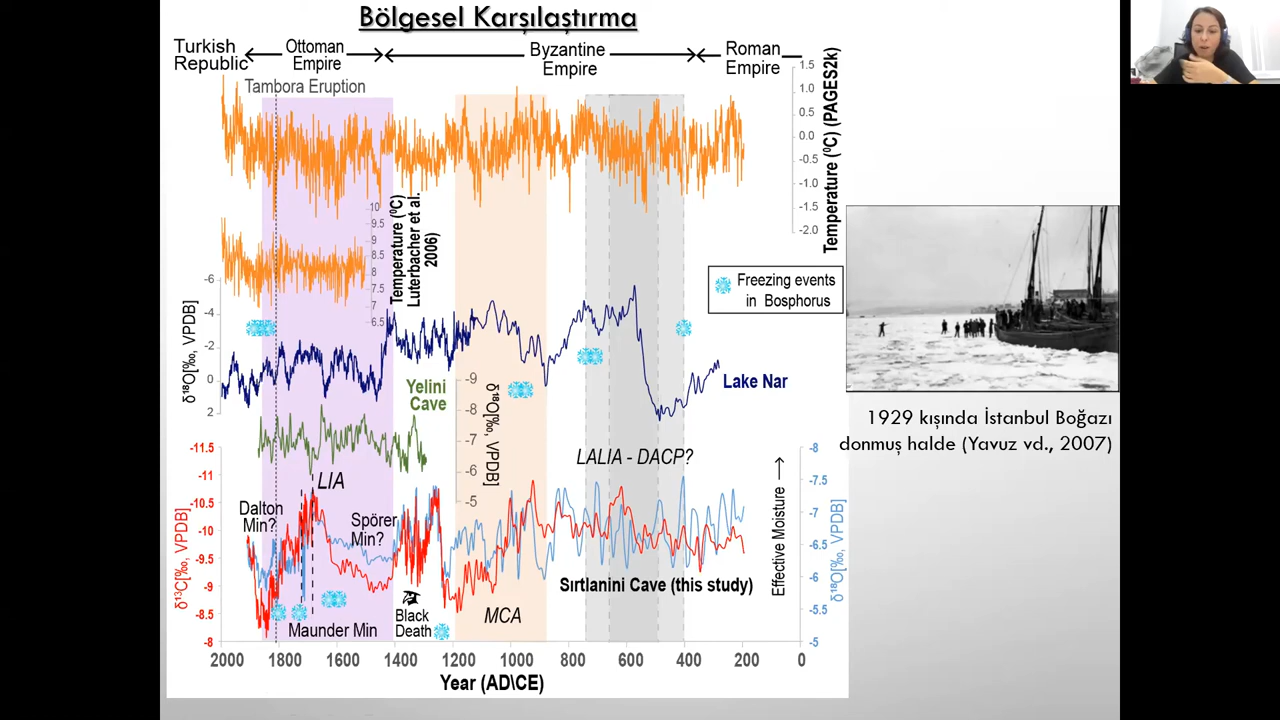 Bölgesel Karşılaştırma
Turkish
Republic
Ottoman
Empire
Byzantine
Empire
Roman
Empire
Tambora Eruption
1.5
1.0
0.5
0.0
-0.5
-1.0
-1.5
-2.0
Temperature (⁰C) (PAGES2k)
10
9.5
9
8.5
8
7.5
7
6.5
Temperature (⁰C)
Luterbacher et al.
2006)
Freezing events
in Bosphorus
-6
-4
-2
0
2
δ¹⁸O[‰, VPDB]
Lake Nar
Yelini
Cave
-9
-8
-7
-6
-5
δ¹⁸O[‰, VPDB]
1929 kışında İstanbul Boğazı
donmuş halde (Yavuz vd., 2007)
-11.5
-11
-10.5
-10
-9.5
-9
-8.5
-8
δ¹³C[‰, VPDB]
LIA
LALIA - DACP?
Dalton
Min?
Spörer
Min?
Sırtlanini Cave (this study)
Black
Death
MCA
Maunder Min
Effective Moisture
-8
-7.5
-7
-6.5
-6
-5.5
-5
δ¹⁸O[‰, VPDB]
2000 1800 1600 1400 1200 1000 800 600 400 200 0
Year (AD\CE)